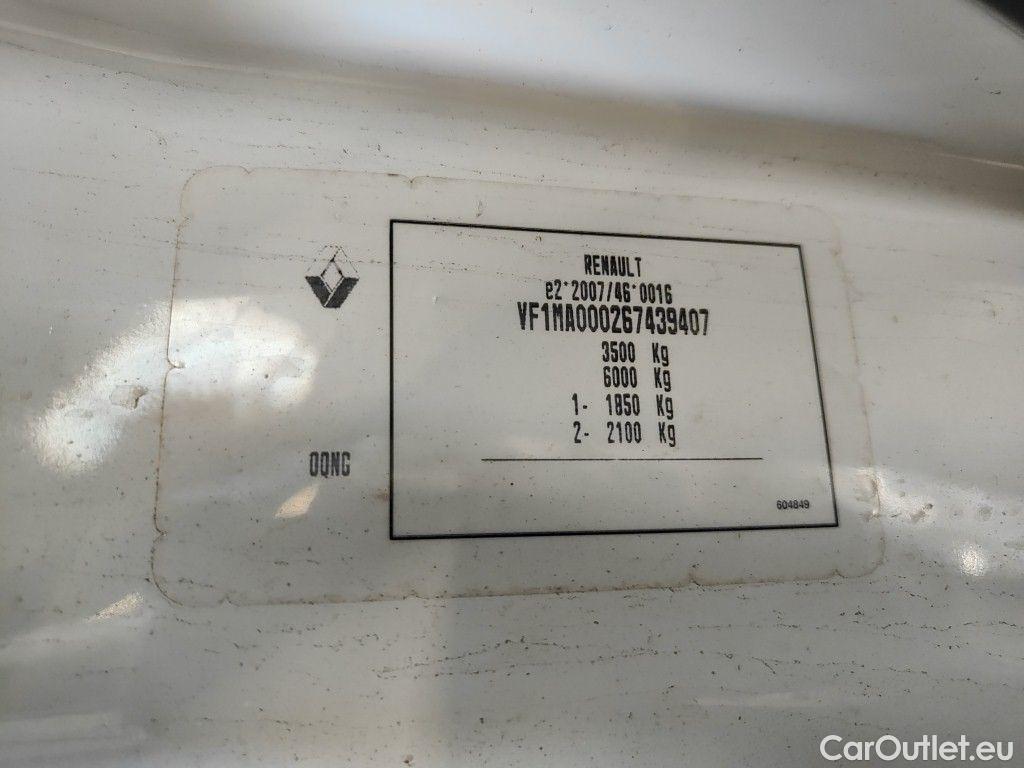 RENAULT
e2*2007/46*0016
VF1MA000267439407
3500 Kg
6000 Kg
1- 1850 Kg
2- 2100 Kg
OQNG
604849
CarOutlet.eu